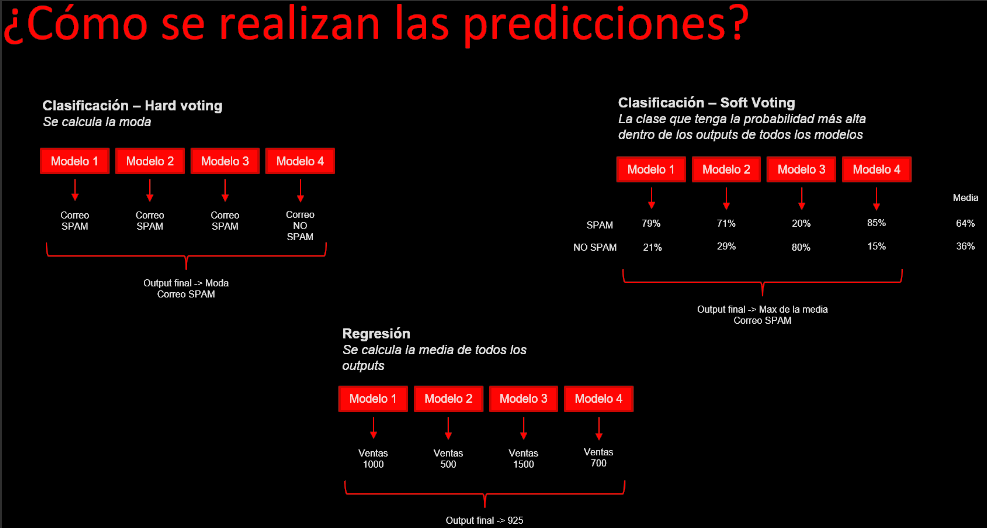 ¿Cómo se realizan las predicciones?
Clasificación – Hard voting
Se calcula la moda
Modelo 1 Modelo 2 Modelo 3 Modelo 4
Correo Correo Correo Correo
SPAM SPAM SPAM NO
SPAM
Output final -> Moda
Correo SPAM
Clasificación – Soft Voting
La clase que tenga la probabilidad más alta
dentro de los outputs de todos los modelos
Modelo 1 Modelo 2 Modelo 3 Modelo 4
Media
SPAM 79% 71% 20% 85% 64%
NO SPAM 21% 29% 80% 15% 36%
Output final -> Max de la media
Correo SPAM
Regresión
Se calcula la media de todos los
outputs
Modelo 1 Modelo 2 Modelo 3 Modelo 4
Ventas Ventas Ventas Ventas
1000 500 1500 700
Output final -> 925